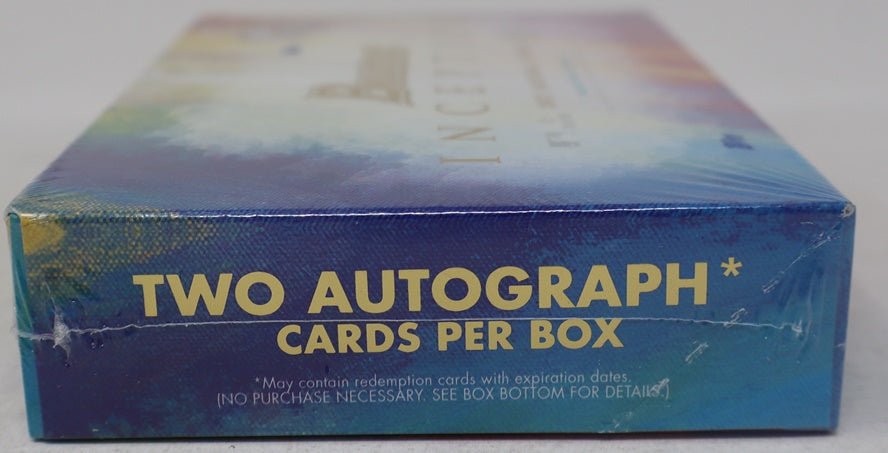 INCEPT
TWO AUTOGRAPH*
CARDS PER BOX
*May contain redemption cards with expiration dates.
(NO PURCHASE NECESSARY. SEE BOX BOTTOM FOR DETAILS.)